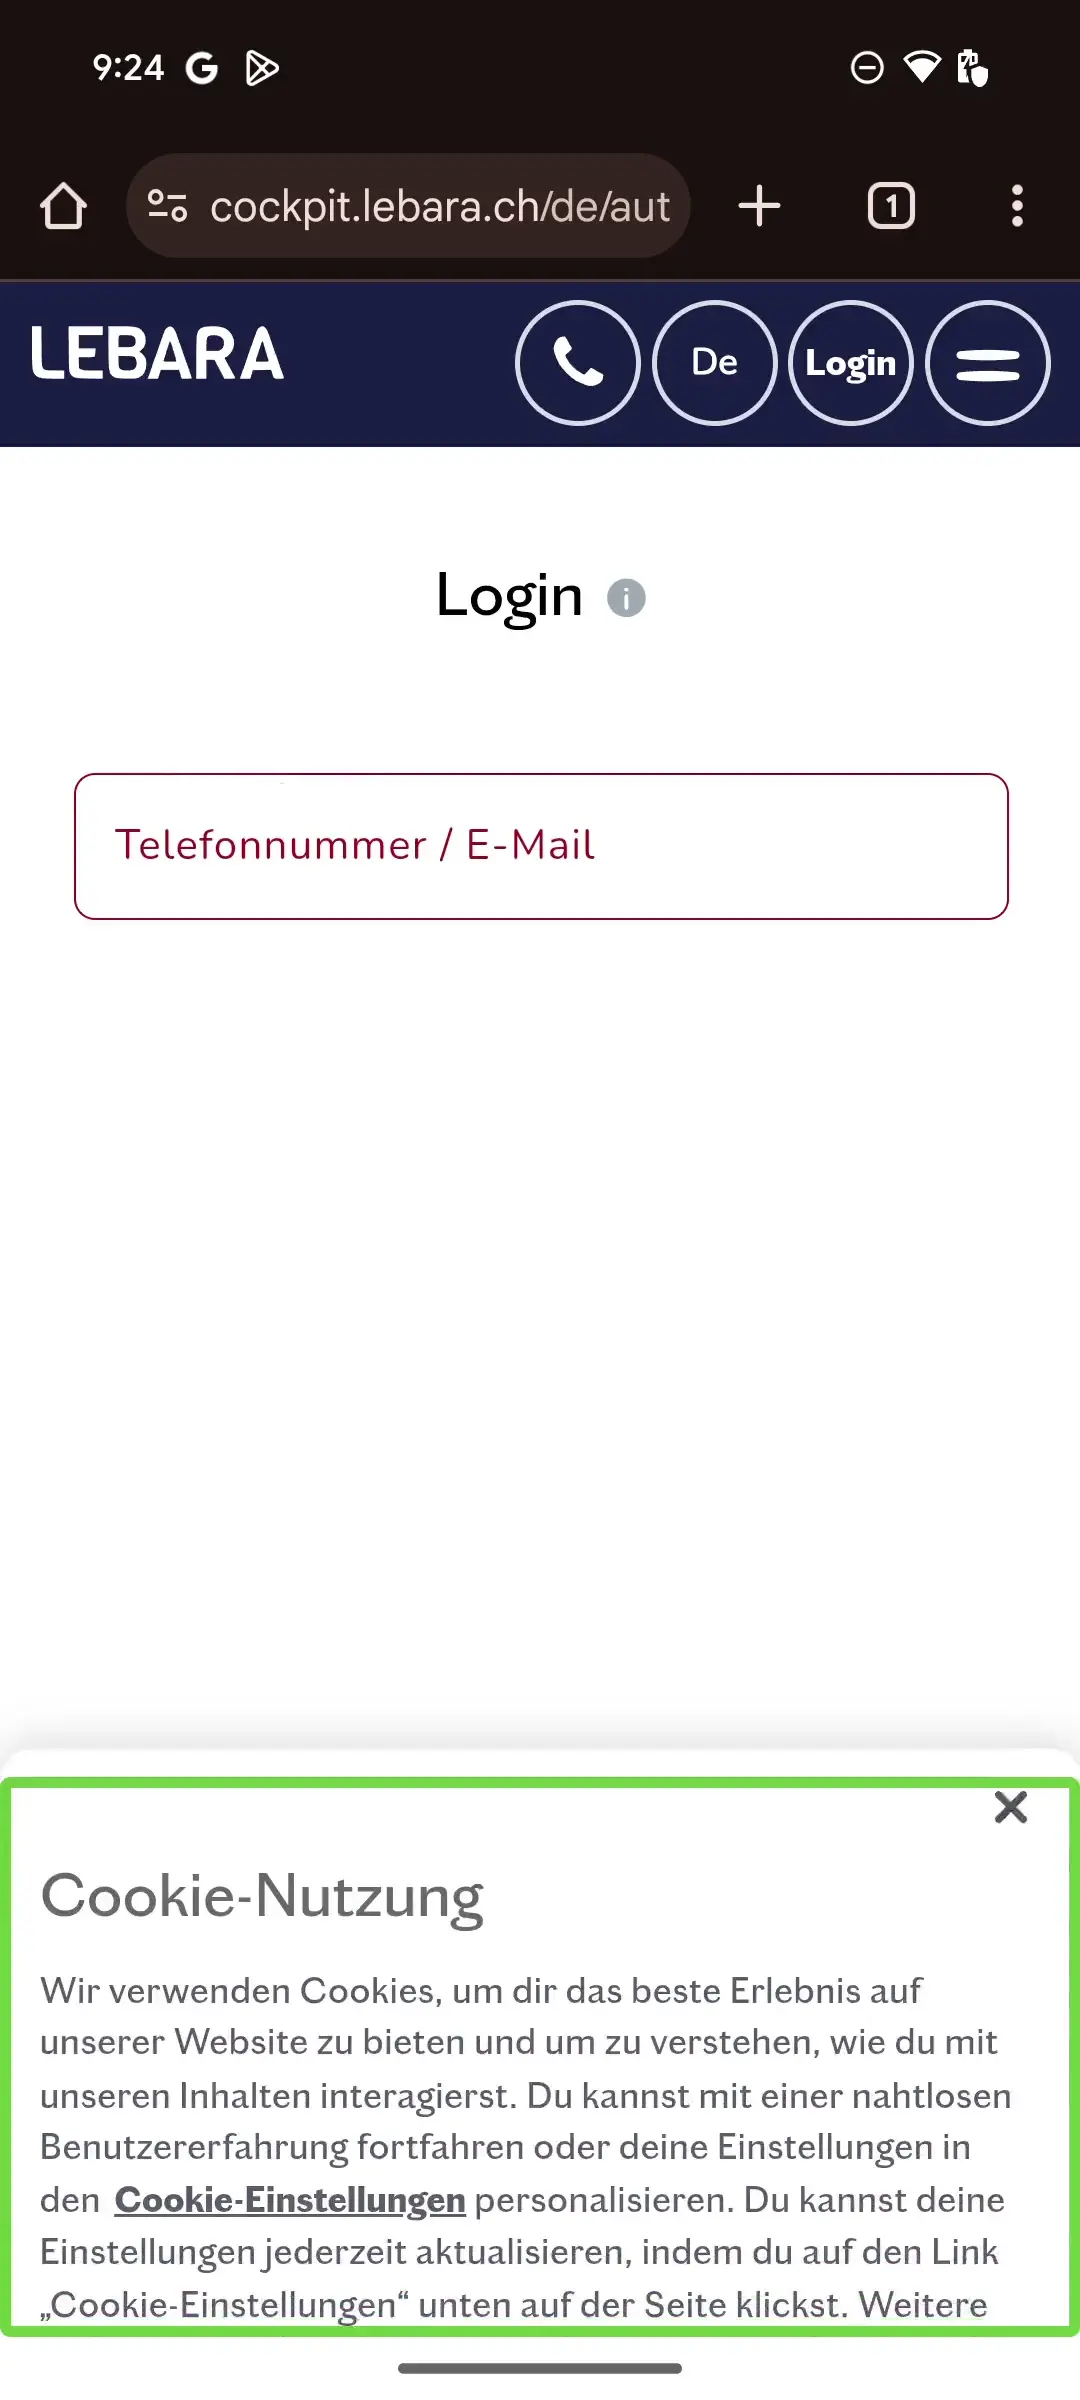 9:24
cockpit.lebara.ch/de/aut
1
LEBARA
De
Login
Login
Telefonnummer / E-Mail
Cookie-Nutzung
Wir verwenden Cookies, um dir das beste Erlebnis auf
unserer Website zu bieten und um zu verstehen, wie du mit
unseren Inhalten interagierst. Du kannst mit einer nahtlosen
Benutzererfahrung fortfahren oder deine Einstellungen in
den Cookie-Einstellungen personalisieren. Du kannst deine
Einstellungen jederzeit aktualisieren, indem du auf den Link
„Cookie-Einstellungen“ unten auf der Seite klickst. Weitere